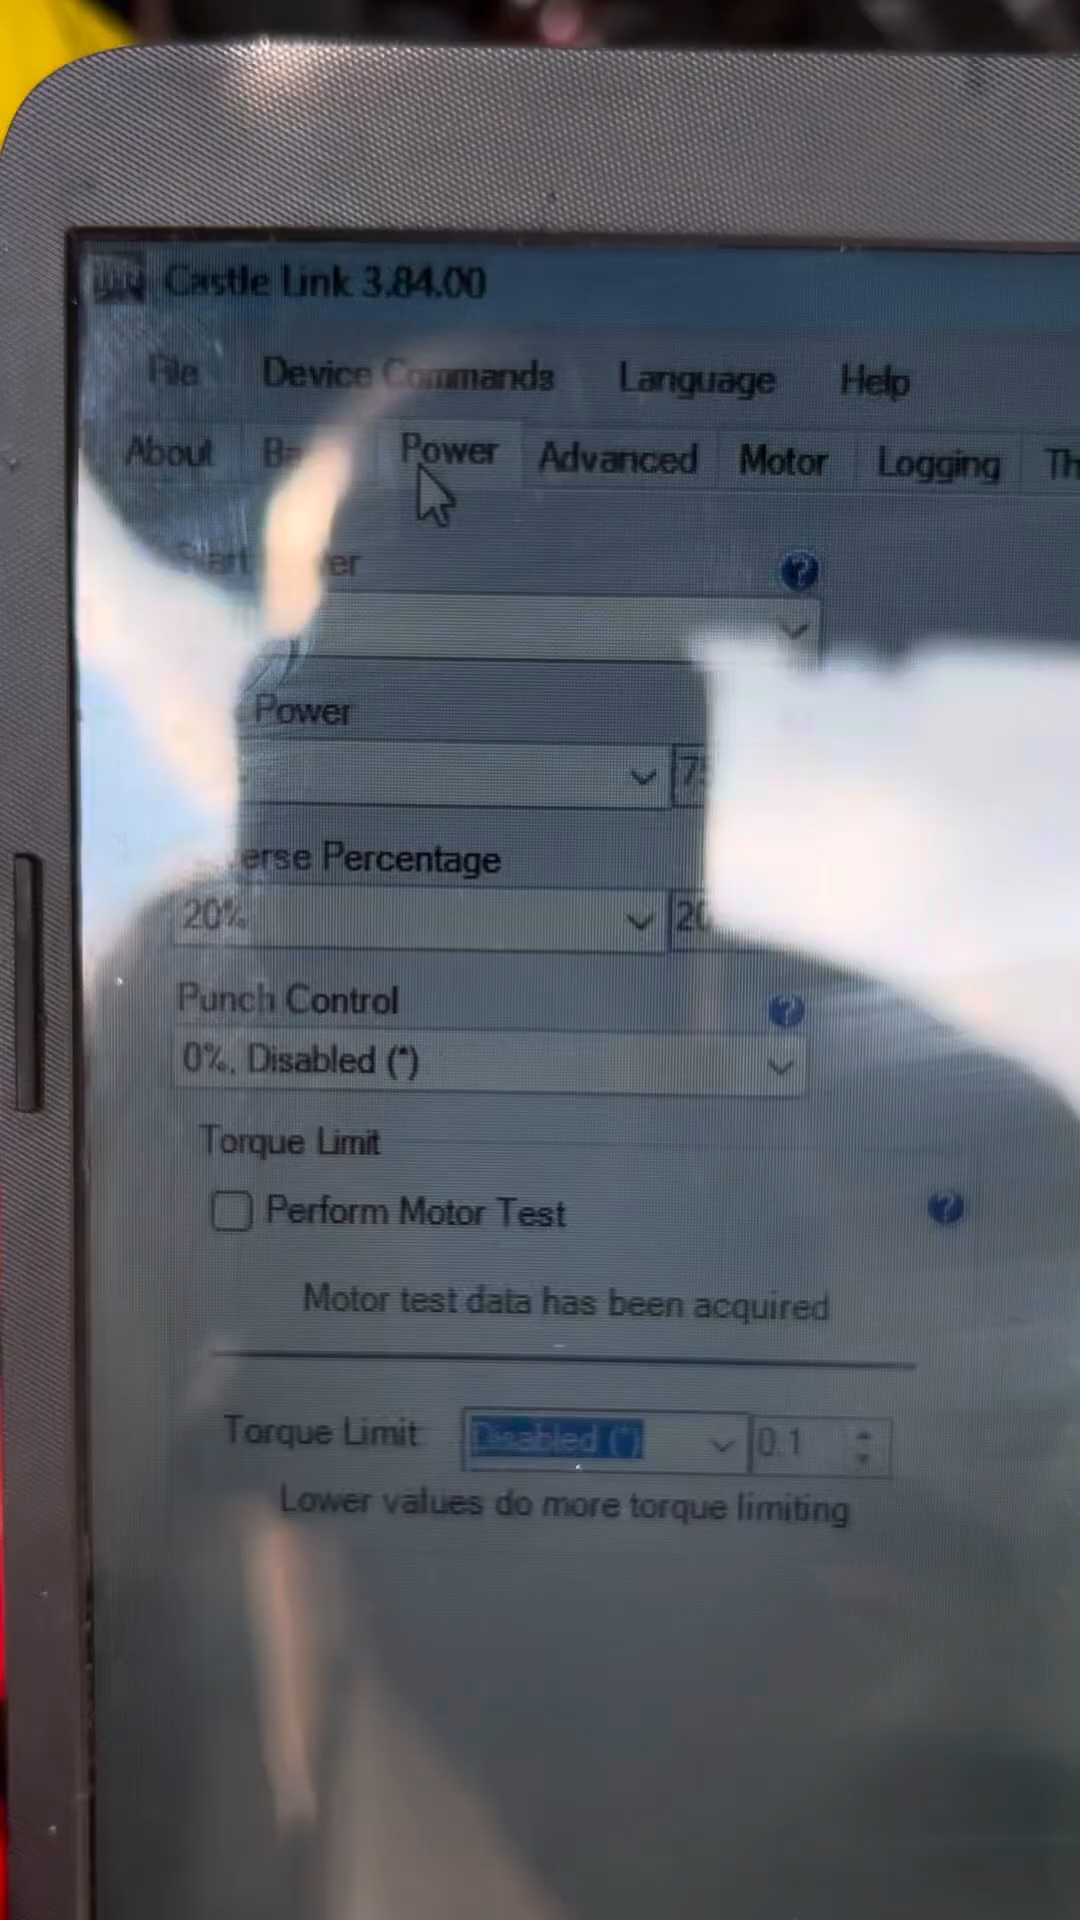 Castle Link 3.84.00
File Device Commands Language Help
About Power Advanced Motor Logging
Power
erse Percentage
20% 20
Punch Control
0%, Disabled (*)
Torque Limit
Perform Motor Test
Motor test data has been acquired
Torque Limit Disabled (*) 0.1
Lower values do more torque limiting